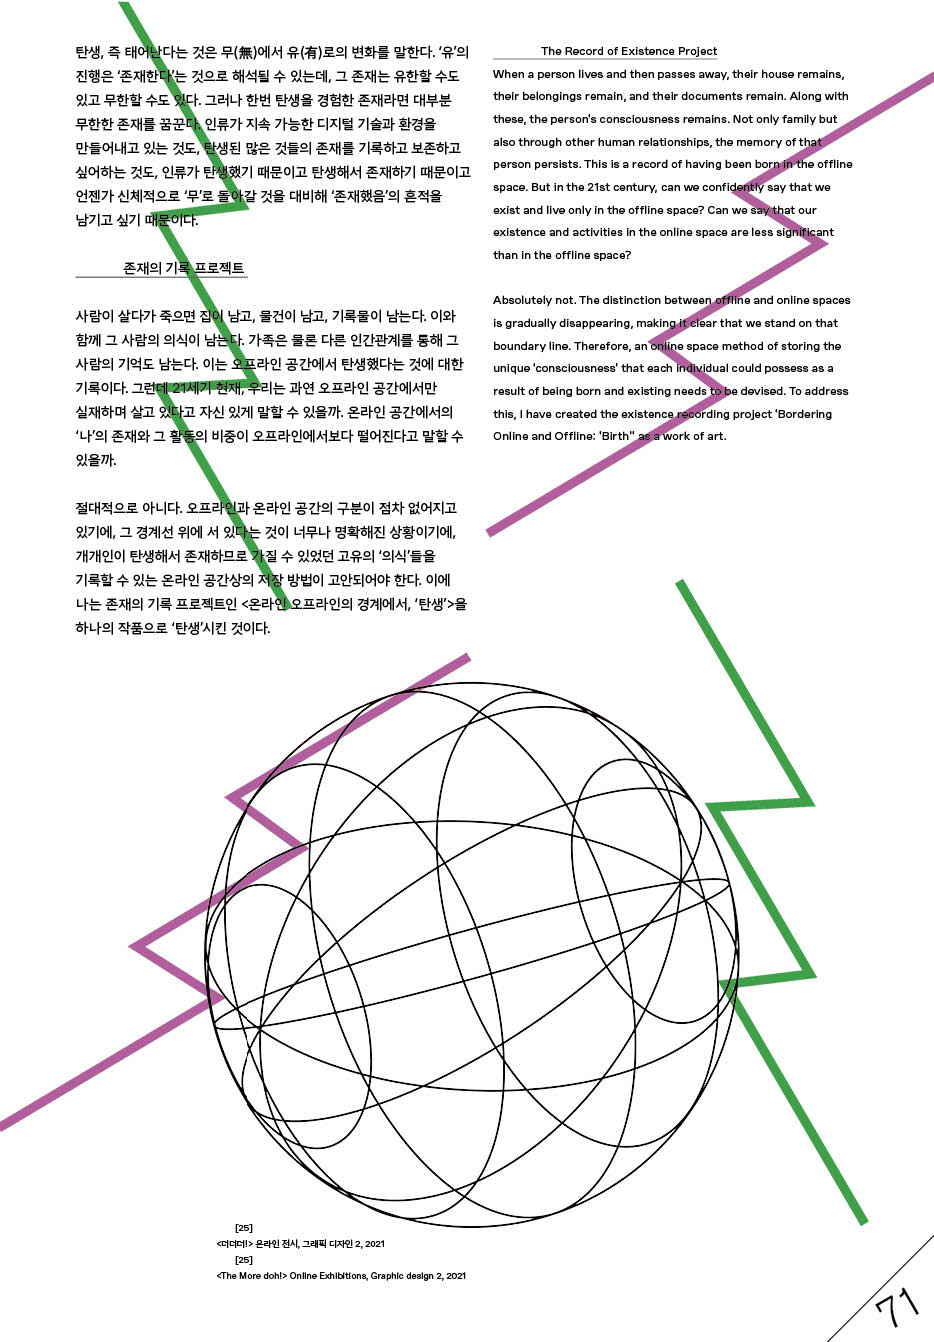 탄생, 즉 태어난다는 것은 무(無)에서 유(有)로의 변화를 말한다. ‘유’의
진행은 ‘존재한다’는 것으로 해석될 수 있는데, 그 존재는 유한할 수도
있고 무한할 수도 있다. 그러나 한번 탄생을 경험한 존재라면 대부분
무한한 존재를 꿈꾼다. 인류가 지속 가능한 디지털 기술과 환경을
만들어내고 있는 것도, 탄생된 많은 것들의 존재를 기록하고 보존하고
싶어하는 것도, 인류가 탄생했기 때문이고 탄생해서 존재하기 때문이고
언젠가 신체적으로 ‘무’로 돌아갈 것을 대비해 ‘존재했음’의 흔적을
남기고 싶기 때문이다.
존재의 기록 프로젝트
사람이 살다가 죽으면 집이 남고, 물건이 남고, 기록물이 남는다. 이와
함께 그 사람의 의식이 남는다. 가족은 물론 다른 인간관계를 통해 그
사람의 기억도 남는다. 이는 오프라인 공간에서 탄생했다는 것에 대한
기록이다. 그런데 21세기 현재, 우리는 과연 오프라인 공간에서만
실재하며 살고 있다고 자신 있게 말할 수 있을까. 온라인 공간에서의
‘나’의 존재와 그 활동의 비중이 오프라인에서보다 떨어진다고 말할 수
있을까.
절대적으로 아니다. 오프라인과 온라인 공간의 구분이 점차 없어지고
있기에, 그 경계선 위에 서 있다는 것이 너무나 명확해진 상황이기에,
개개인이 탄생해서 존재하므로 가질 수 있었던 고유의 ‘의식’들을
기록할 수 있는 온라인 공간상의 저장 방법이 고안되어야 한다. 이에
나는 존재의 기록 프로젝트인 <온라인 오프라인의 경계에서, ‘탄생’>을
하나의 작품으로 ‘탄생’시킨 것이다.
The Record of Existence Project
When a person lives and then passes away, their house remains,
their belongings remain, and their documents remain. Along with
these, the person's consciousness remains. Not only family but
also through other human relationships, the memory of that
person persists. This is a record of having been born in the offline
space. But in the 21st century, can we confidently say that we
exist and live only in the offline space? Can we say that our
existence and activities in the online space are less significant
than in the offline space?
Absolutely not. The distinction between offline and online spaces
is gradually disappearing, making it clear that we stand on that
boundary line. Therefore, an online space method of storing the
unique 'consciousness' that each individual could possess as a
result of being born and existing needs to be devised. To address
this, I have created the existence recording project 'Bordering
Online and Offline: 'Birth'' as a work of art.
[25]
<더더더!> 온라인 전시, 그래픽 디자인 2, 2021
[25]
<The More doh!> Online Exhibitions, Graphic design 2, 2021
71